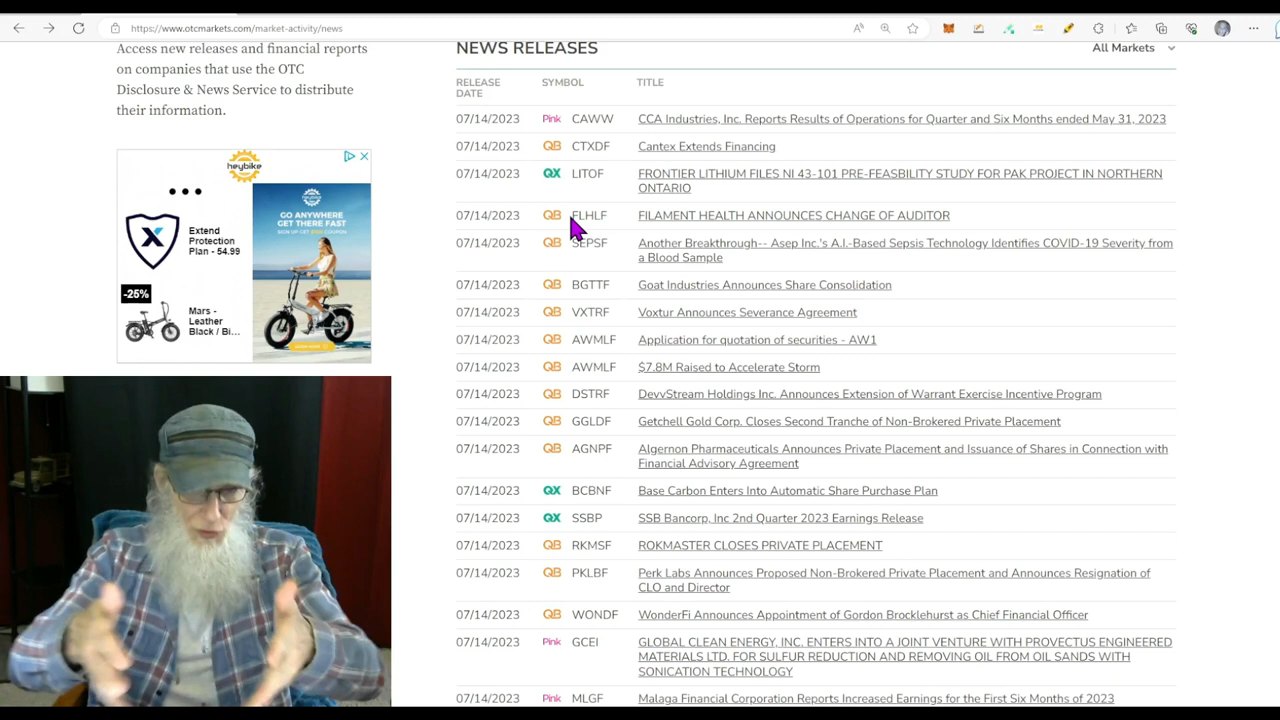 https://www.otcmarkets.com/market-activity/news
Access new releases and financial reports
on companies that use the OTC
Disclosure & News Service to distribute
their information.
heybike
Extend
Protection
Plan - 54.99
-25%
Mars -
Leather
Black / Bi...
GO ANYWHERE
GET THERE FAST
NEWS RELEASES
All Markets
RELEASE
DATE
SYMBOL
TITLE
07/14/2023 Pink CAWW CCA Industries, Inc. Reports Results of Operations for Quarter and Six Months ended May 31, 2023
07/14/2023 QB CTXDF Cantex Extends Financing
07/14/2023 QX LITOF FRONTIER LITHIUM FILES NI 43-101 PRE-FEASBILITY STUDY FOR PAK PROJECT IN NORTHERN
ONTARIO
07/14/2023 QB FLHLF FILAMENT HEALTH ANNOUNCES CHANGE OF AUDITOR
07/14/2023 QB SEPSF Another Breakthrough-- Asep Inc.'s A.I.-Based Sepsis Technology Identifies COVID-19 Severity from
a Blood Sample
07/14/2023 QB BGTTF Goat Industries Announces Share Consolidation
07/14/2023 QB VXTRF Voxtur Announces Severance Agreement
07/14/2023 QB AWMLF Application for quotation of securities - AW1
07/14/2023 QB AWMLF $7.8M Raised to Accelerate Storm
07/14/2023 QB DSTRF DevvStream Holdings Inc. Announces Extension of Warrant Exercise Incentive Program
07/14/2023 QB GGLDF Getchell Gold Corp. Closes Second Tranche of Non-Brokered Private Placement
07/14/2023 QB AGNPF Algernon Pharmaceuticals Announces Private Placement and Issuance of Shares in Connection with
Financial Advisory Agreement
07/14/2023 QX BCBNF Base Carbon Enters Into Automatic Share Purchase Plan
07/14/2023 QX SSBP SSB Bancorp, Inc 2nd Quarter 2023 Earnings Release
07/14/2023 QB RKMSF ROKMASTER CLOSES PRIVATE PLACEMENT
07/14/2023 QB PKLBF Perk Labs Announces Proposed Non-Brokered Private Placement and Announces Resignation of
CLO and Director
07/14/2023 QB WONDF WonderFi Announces Appointment of Gordon Brocklehurst as Chief Financial Officer
07/14/2023 Pink GCEI GLOBAL CLEAN ENERGY, INC. ENTERS INTO A JOINT VENTURE WITH PROVECTUS ENGINEERED
MATERIALS LTD. FOR SULFUR REDUCTION AND REMOVING OIL FROM OIL SANDS WITH
SONICATION TECHNOLOGY
07/14/2023 Pink MLGF Malaga Financial Corporation Reports Increased Earnings for the First Six Months of 2023